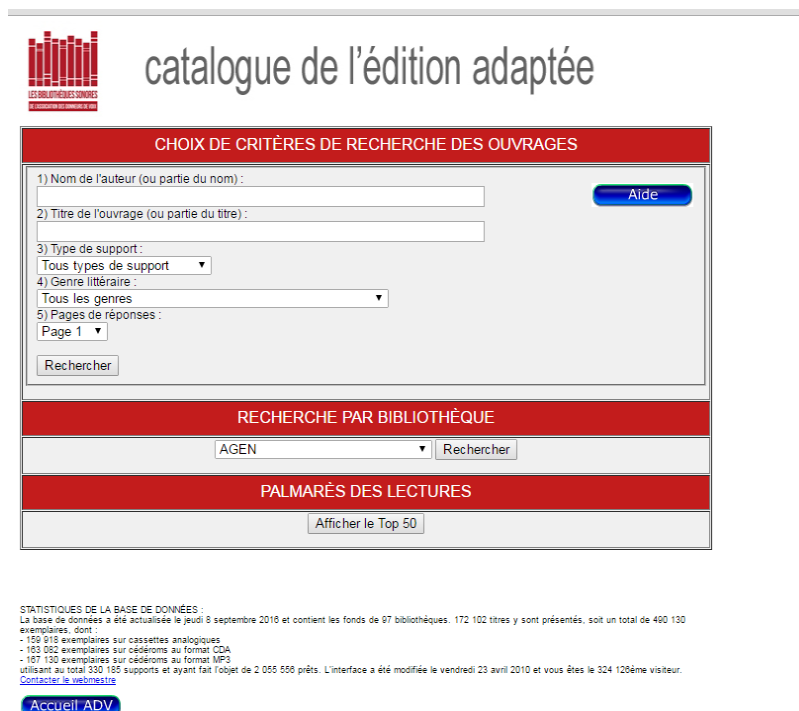 LES BIBLIOTHÈQUES SONORES
DE L'ASSOCIATION DES DONNEURS DE VOIX
catalogue de l'édition adaptée
CHOIX DE CRITÈRES DE RECHERCHE DES OUVRAGES
1) Nom de l'auteur (ou partie du nom) :
Aide
2) Titre de l'ouvrage (ou partie du titre) :
3) Type de support :
Tous types de support
4) Genre littéraire :
Tous les genres
5) Pages de réponses :
Page 1
Rechercher
RECHERCHE PAR BIBLIOTHÈQUE
AGEN Rechercher
PALMARÈS DES LECTURES
Afficher le Top 50
STATISTIQUES DE LA BASE DE DONNÉES :
La base de données a été actualisée le jeudi 8 septembre 2016 et contient les fonds de 97 bibliothèques. 172 102 titres y sont présentés, soit un total de 490 130
exemplaires, dont :
- 159 918 exemplaires sur cassettes analogiques
- 163 082 exemplaires sur cédéroms au format CDA
- 167 130 exemplaires sur cédéroms au format MP3
utilisant au total 330 185 supports et ayant fait l'objet de 2 055 556 prêts. L'interface a été modifiée le vendredi 23 avril 2010 et vous êtes le 324 126ème visiteur.
Contacter le webmestre
Accueil ADV